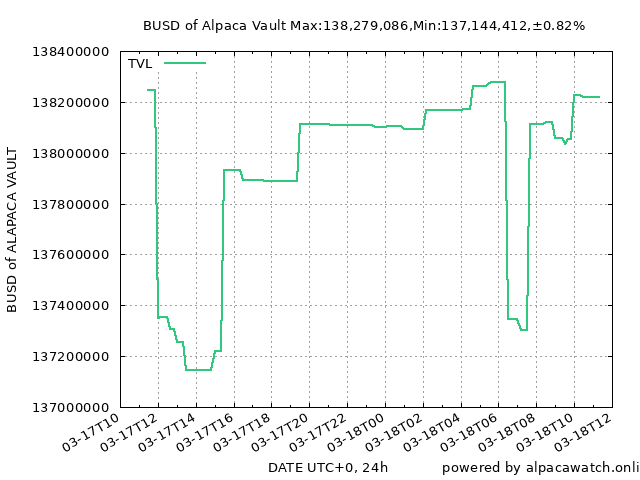 BUSD of Alpaca Vault Max:138,279,086,Min:137,144,412,±0.82%
TVL
138400000
138200000
138000000
137800000
137600000
137400000
137200000
137000000
BUSD of ALAPACA VAULT
03-17T10
03-17T12
03-17T14
03-17T16
03-17T18
03-17T20
03-17T22
03-18T00
03-18T02
03-18T04
03-18T06
03-18T08
03-18T10
03-18T12
DATE UTC+0, 24h
powered by alpacawatch.onli